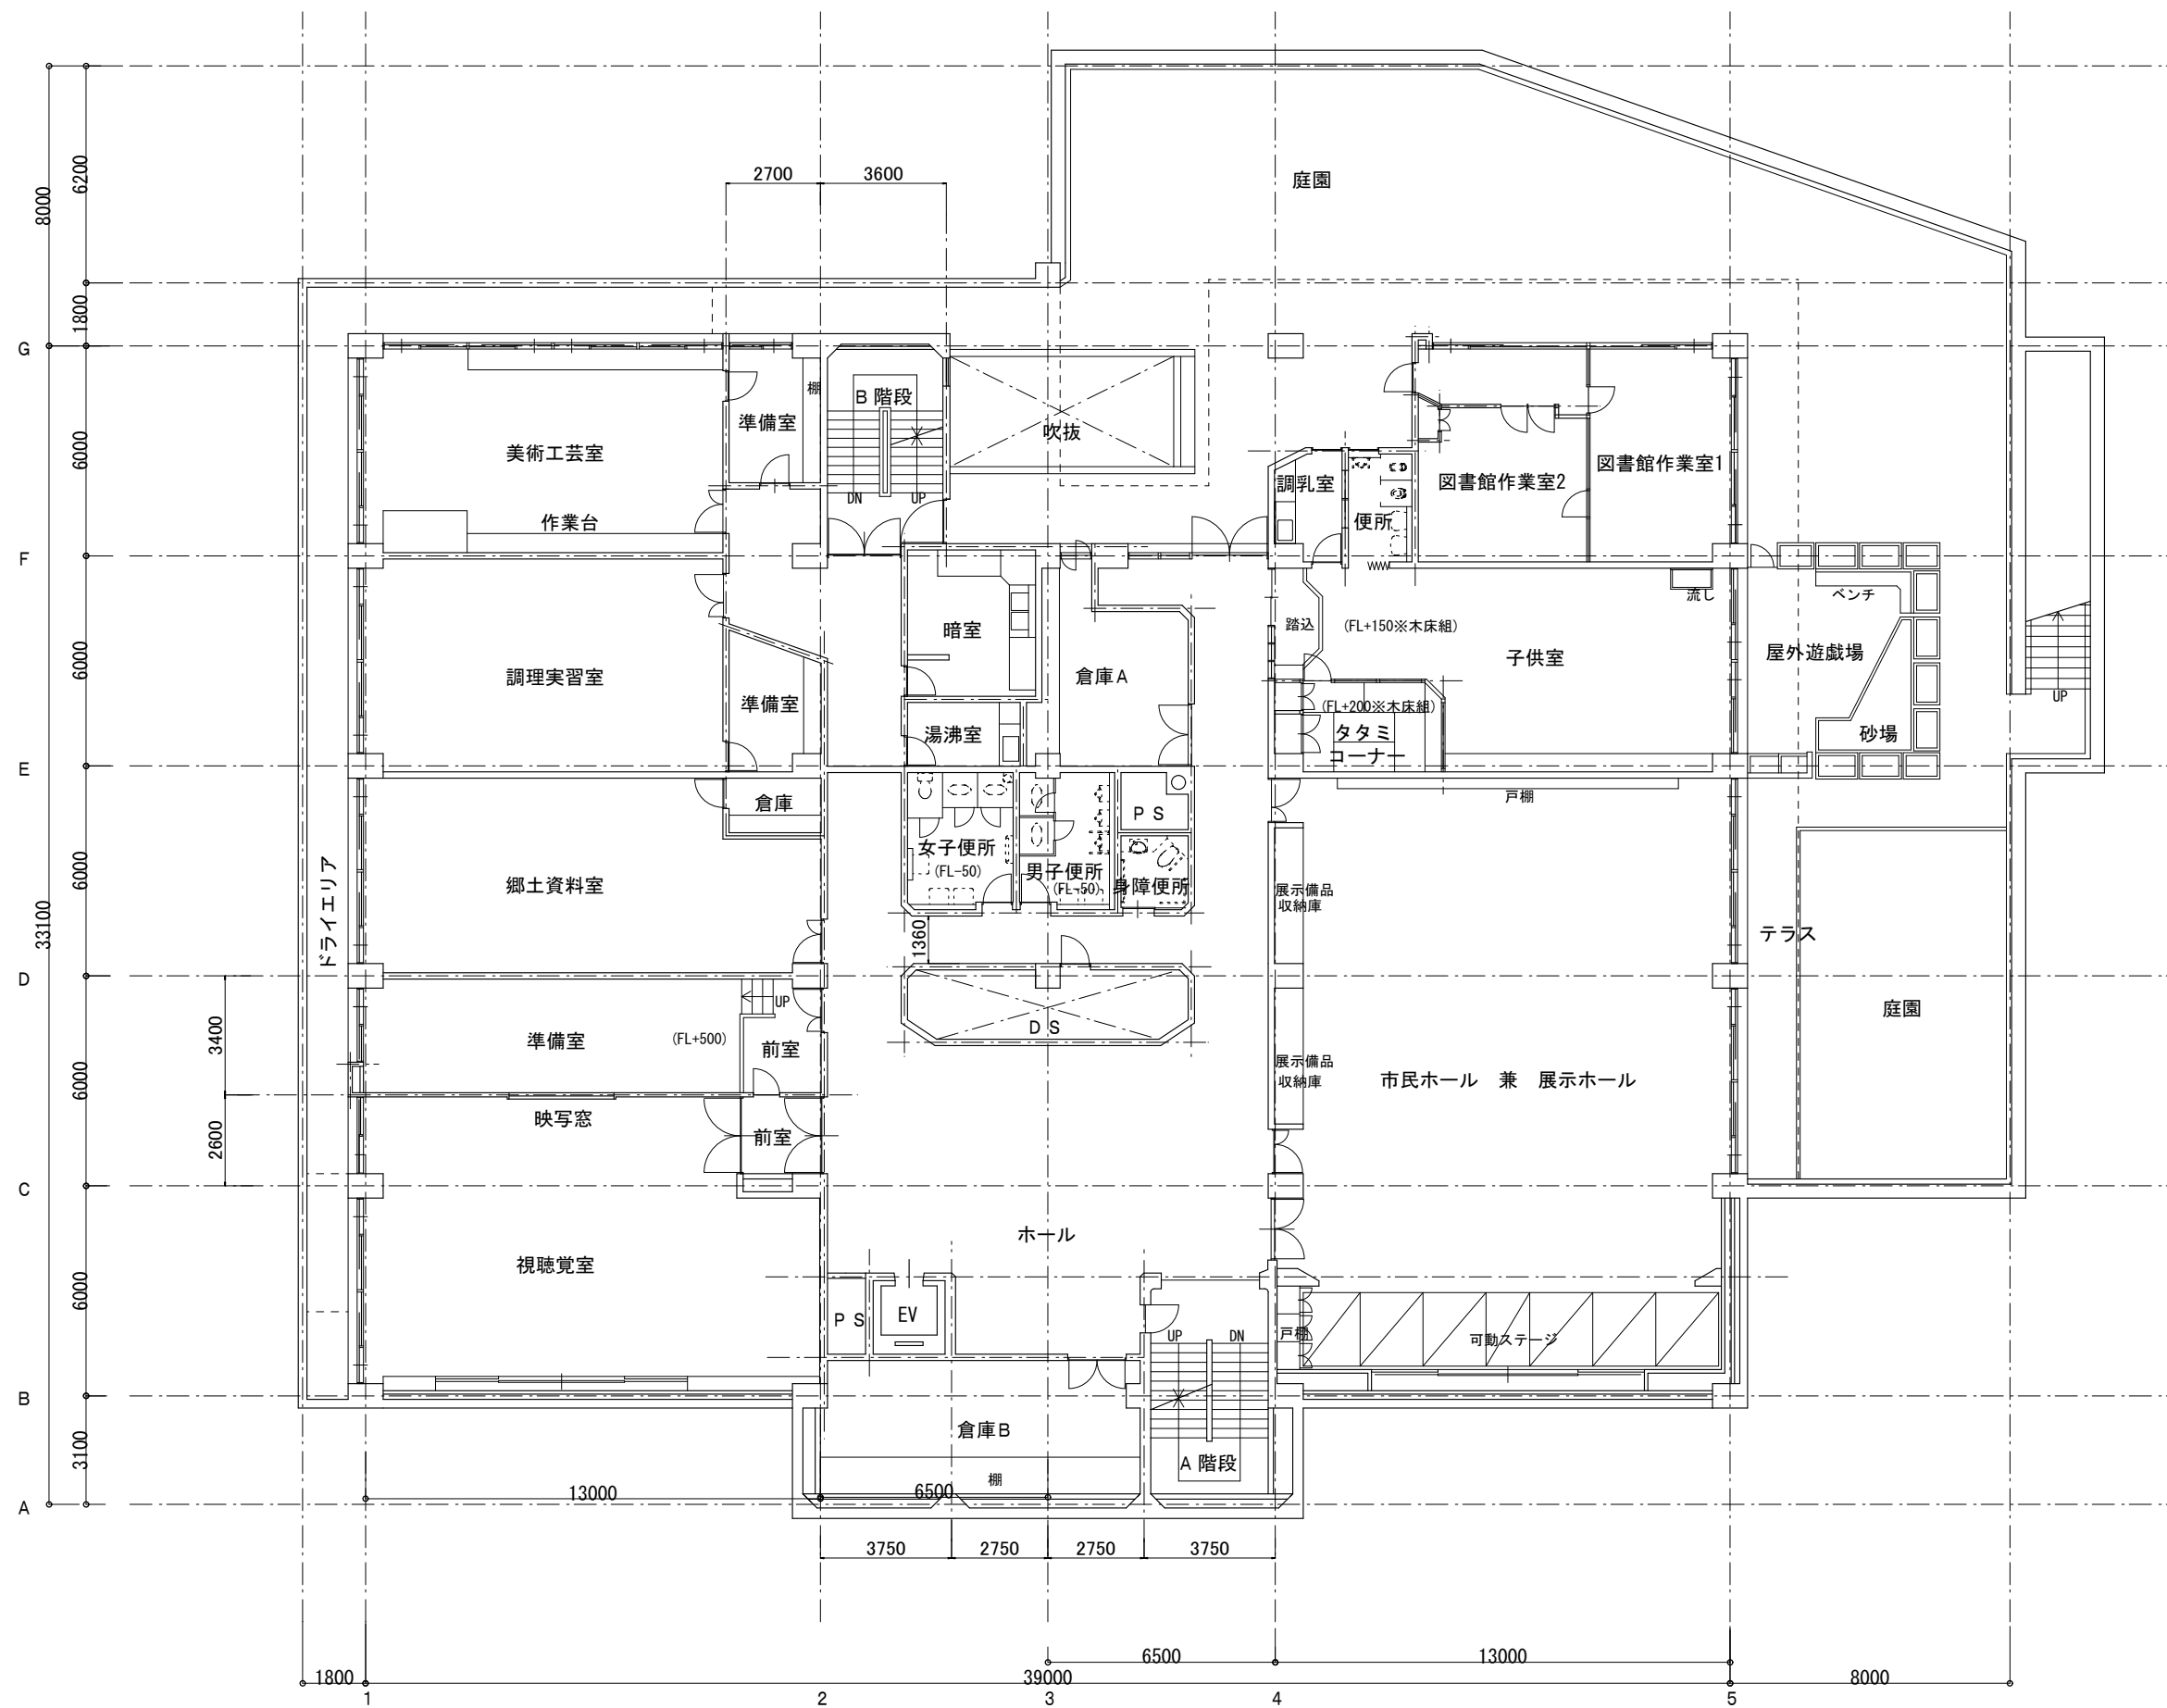 2700
3600
6200
8000
1800
庭園
G
B 階段
棚
準備室
吹抜
美術工芸室
図書館作業室1
図書館作業室2
調乳室
DN
UP
便所
作業台
6000
F
流し
ベンチ
踏込
(FL+150※木床組)
暗室
子供室
屋外遊戯場
6000
調理実習室
倉庫A
UP
準備室
(FL+200※木床組)
タタミ
コーナー
湯沸室
砂場
E
戸棚
倉庫
P S
女子便所
(FL-50)
男子便所
(FL-50)
身障便所
6000
ドライエリア
郷土資料室
展示備品
収納庫
33100
1360
テラス
D
UP
庭園
D S
3400
準備室
(FL+500)
前室
展示備品
収納庫
市民ホール 兼 展示ホール
6000
映写窓
前室
2600
C
ホール
視聴覚室
6000
P S
EV
UP
DN
戸棚
可動ステージ
B
倉庫B
3100
A 階段
棚
13000
6500
A
3750
2750
2750
3750
6500
13000
1800
39000
8000
1
2
3
4
5